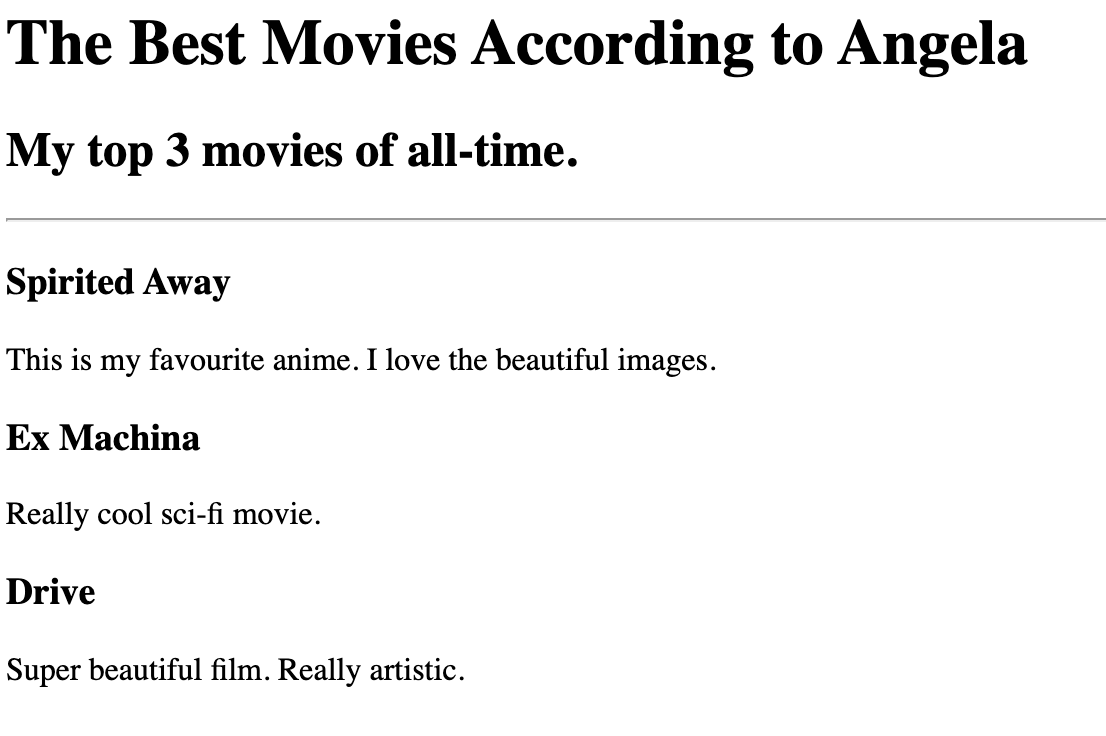 The Best Movies According to Angela
My top 3 movies of all-time.
Spirited Away
This is my favourite anime. I love the beautiful images.
Ex Machina
Really cool sci-fi movie.
Drive
Super beautiful film. Really artistic.